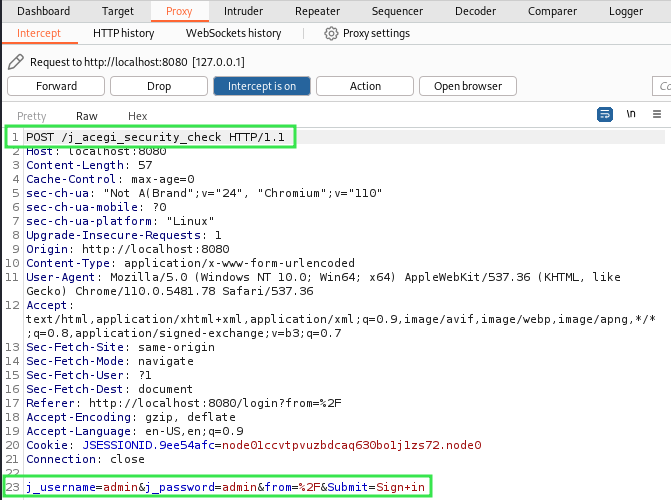 Dashboard Target Proxy Intruder Repeater Sequencer Decoder Comparer Logger
Intercept HTTP history WebSockets history Proxy settings
Request to http://localhost:8080 [127.0.0.1]
Forward Drop Intercept is on Action Open browser Co
Pretty Raw Hex \n
1 POST /j_acegi_security_check HTTP/1.1
2 Host: localhost:8080
3 Content-Length: 57
4 Cache-Control: max-age=0
5 sec-ch-ua: "Not A(Brand";v="24", "Chromium";v="110"
6 sec-ch-ua-mobile: ?0
7 sec-ch-ua-platform: "Linux"
8 Upgrade-Insecure-Requests: 1
9 Origin: http://localhost:8080
10 Content-Type: application/x-www-form-urlencoded
11 User-Agent: Mozilla/5.0 (Windows NT 10.0; Win64; x64) AppleWebKit/537.36 (KHTML, like
Gecko) Chrome/110.0.5481.78 Safari/537.36
12 Accept:
text/html,application/xhtml+xml,application/xml;q=0.9,image/avif,image/webp,image/apng,*/*
;q=0.8,application/signed-exchange;v=b3;q=0.7
13 Sec-Fetch-Site: same-origin
14 Sec-Fetch-Mode: navigate
15 Sec-Fetch-User: ?1
16 Sec-Fetch-Dest: document
17 Referer: http://localhost:8080/login?from=%2F
18 Accept-Encoding: gzip, deflate
19 Accept-Language: en-US,en;q=0.9
20 Cookie: JSESSIONID.9ee54afc=node01ccvtpvuzbdcaq630bo1j1zs72.node0
21 Connection: close
22
23 j_username=admin&j_password=admin&from=%2F&Submit=Sign+in